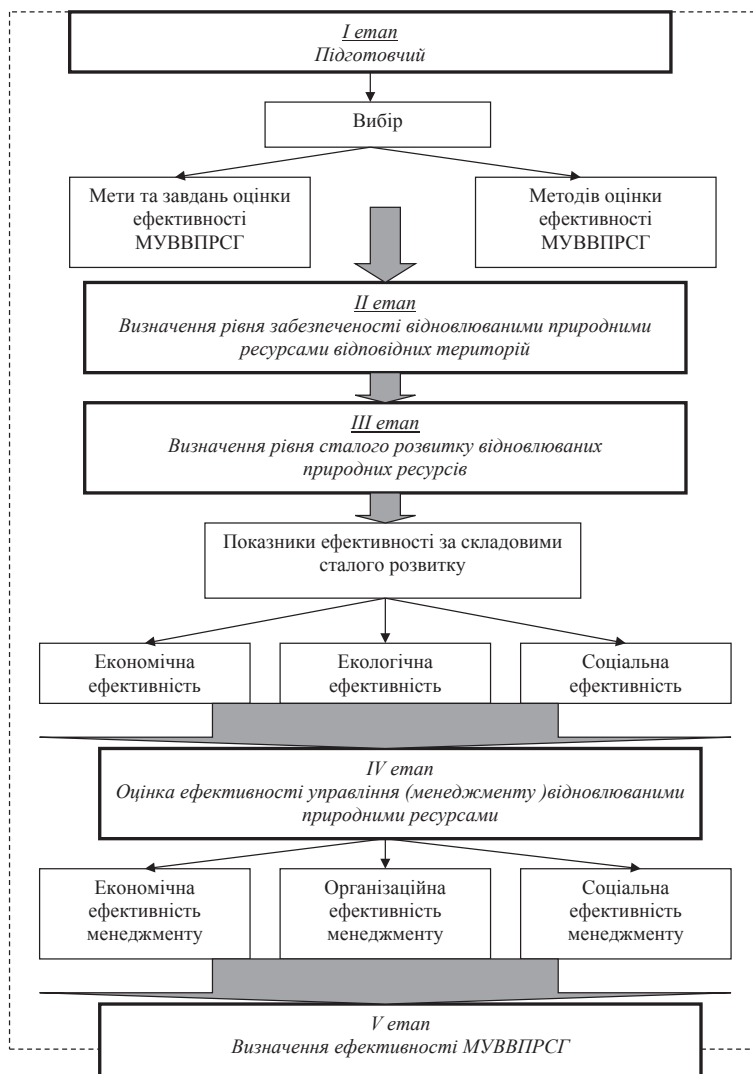 I етап
Підготовчий
Вибір
Мети та завдань оцінки
ефективності
МУВВПРСГ
Методів оцінки
ефективності
МУВВПРСГ
II етап
Визначення рівня забезпеченості відновлюваними природними
ресурсами відповідних територій
III етап
Визначення рівня сталого розвитку відновлюваних
природних ресурсів
Показники ефективності за складовими
сталого розвитку
Економічна
ефективність
Екологічна
ефективність
Соціальна
ефективність
IV етап
Оцінка ефективності управління (менеджменту )відновлюваними
природними ресурсами
Економічна
ефективність
менеджменту
Організаційна
ефективність
менеджменту
Соціальна
ефективність
менеджменту
V етап
Визначення ефективності МУВВПРСГ